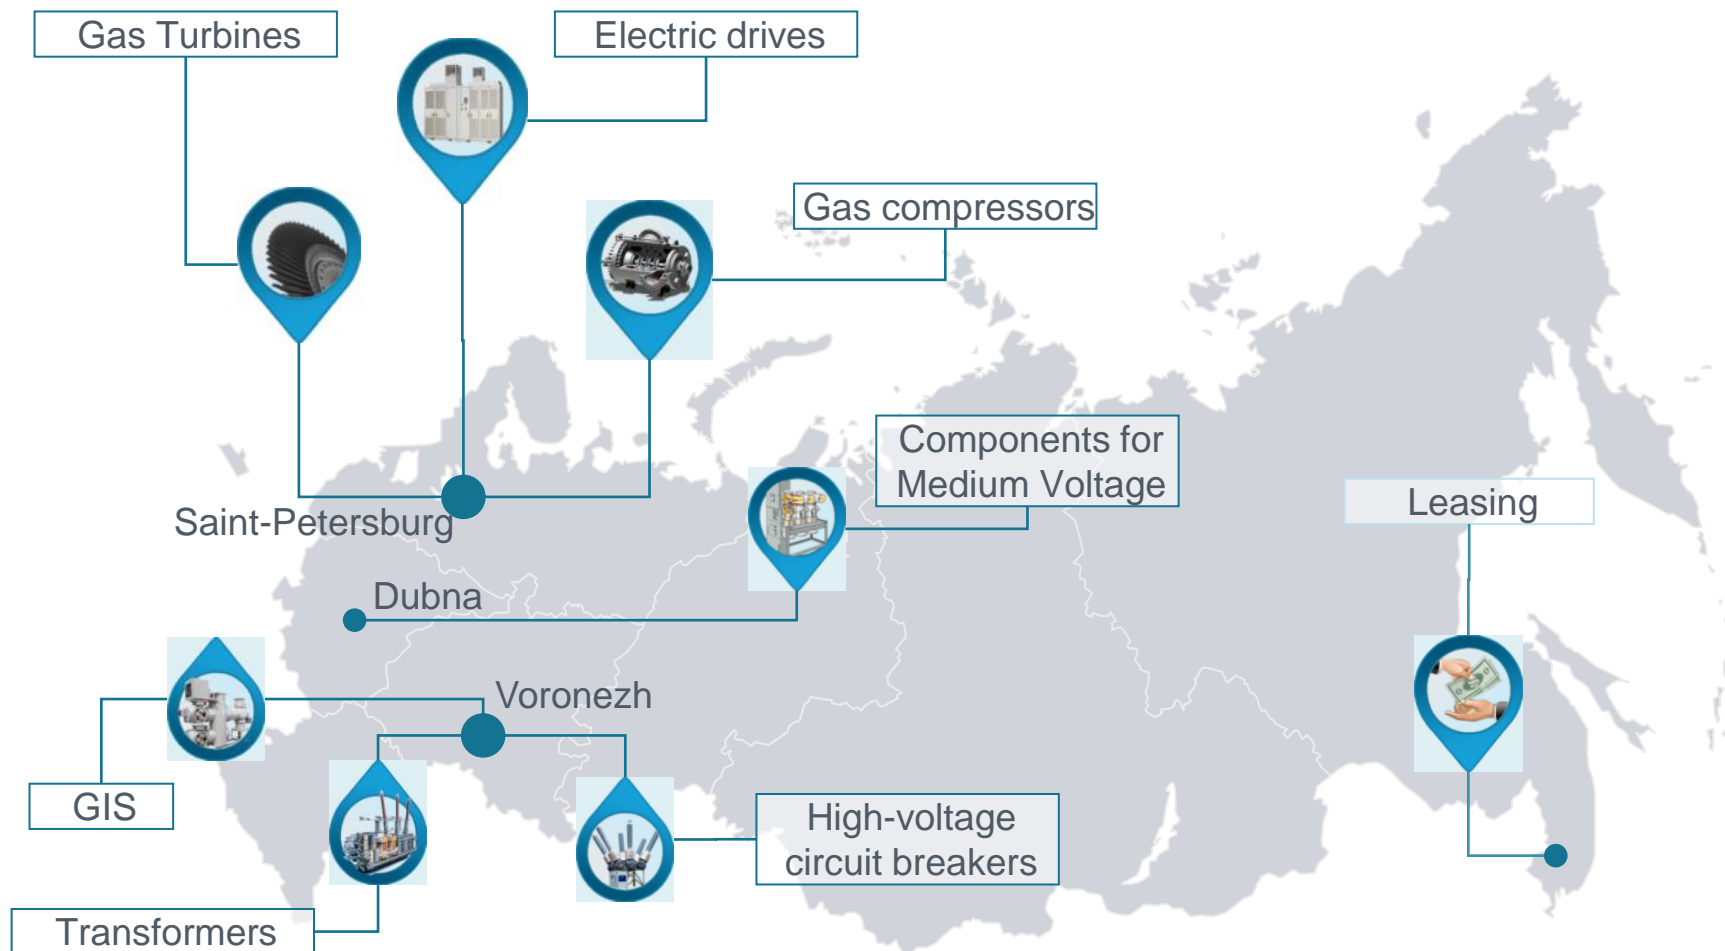 Gas Turbines
Electric drives
Gas compressors
Components for
Medium Voltage
Leasing
Saint-Petersburg
Dubna
Voronezh
GIS
High-voltage
circuit breakers
Transformers